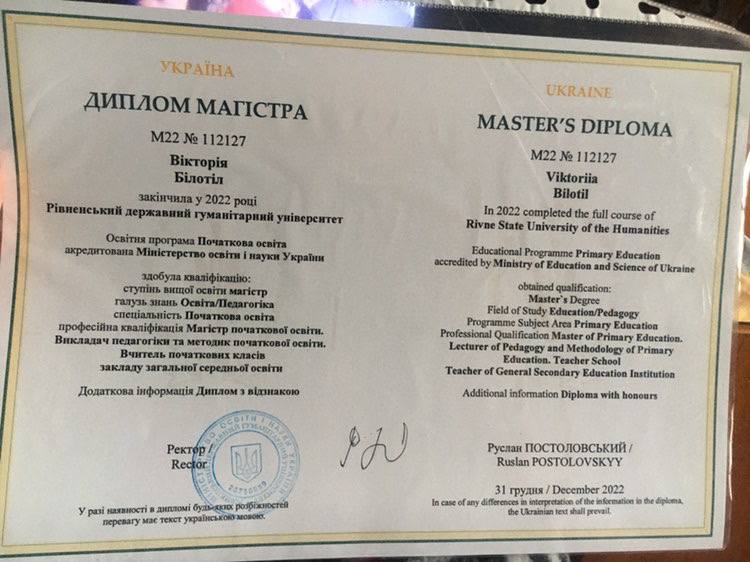 УКРАЇНА
ДИПЛОМ МАГІСТРА
М22 № 112127
Вікторія
Білотіл
закінчила у 2022 році
Рівненський державний гуманітарний університет
Освітня програма Початкова освіта
акредитована Міністерство освіти і науки України
здобула кваліфікацію:
ступінь вищої освіти магістр
галузь знань Освіта/Педагогіка
спеціальність Початкова освіта
професійна кваліфікація Магістр початкової освіти.
Викладач педагогіки та методик початкової освіти.
Вчитель початкових класів
закладу загальної середньої освіти
Додаткова інформація Диплом з відзнакою
Ректор /
Rector
У разі наявності в дипломі будь-яких розбіжностей
перевагу має текст українською мовою.
UKRAINE
MASTER'S DIPLOMA
M22 № 112127
Viktoriia
Bilotil
In 2022 completed the full course of
Rivne State University of the Humanities
Educational Programme Primary Education
accredited by Ministry of Education and Science of Ukraine
obtained qualification:
Master`s Degree
Field of Study Education/Pedagogy
Programme Subject Area Primary Education
Professional Qualification Master of Primary Education.
Lecturer of Pedagogy and Methodology of Primary
Education. Teacher School
Teacher of General Secondary Education Institution
Additional information Diploma with honours
Руслан ПОСТОЛОВСЬКИЙ /
Ruslan POSTOLOVSKYY
31 грудня / December 2022
In case of any differences in interpretation of the information in the diploma,
the Ukrainian text shall prevail.